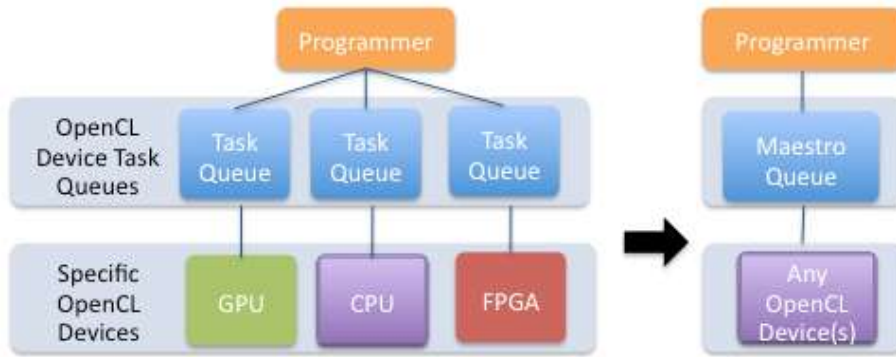 Programmer
OpenCL
Device Task
Queues
Task
Queue
Task
Queue
Task
Queue
Specific
OpenCL
Devices
GPU
CPU
FPGA
Programmer
Maestro
Queue
Any
OpenCL
Device(s)